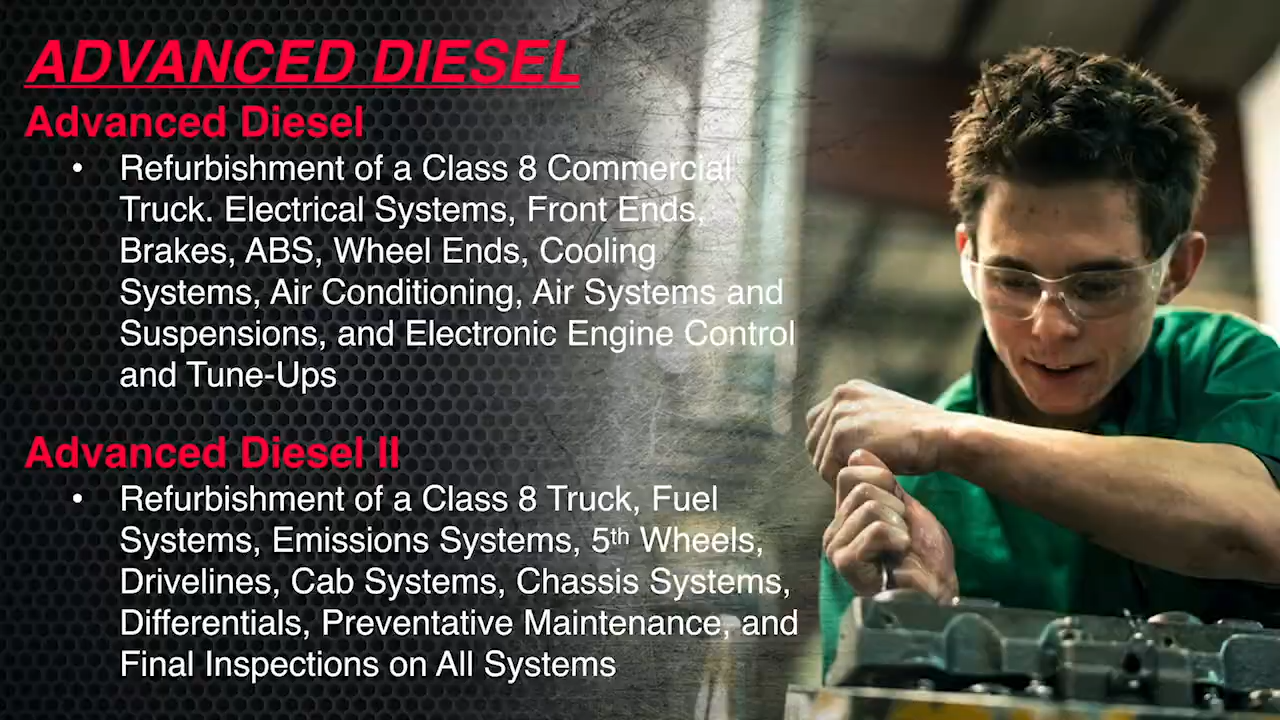 ADVANCED DIESEL
Advanced Diesel
• Refurbishment of a Class 8 Commercial
Truck. Electrical Systems, Front Ends,
Brakes, ABS, Wheel Ends, Cooling
Systems, Air Conditioning, Air Systems and
Suspensions, and Electronic Engine Control
and Tune-Ups
Advanced Diesel II
• Refurbishment of a Class 8 Truck, Fuel
Systems, Emissions Systems, 5th Wheels,
Drivelines, Cab Systems, Chassis Systems,
Differentials, Preventative Maintenance, and
Final Inspections on All Systems